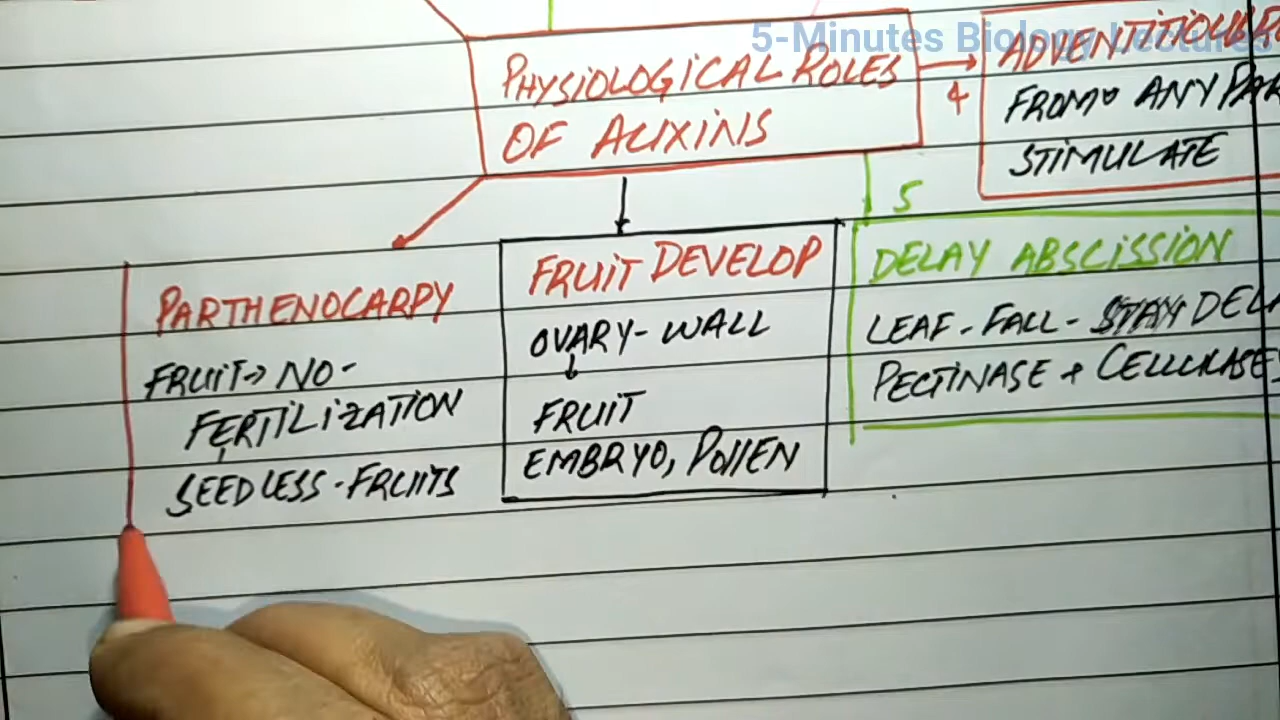 5-Minutes Biology Lectures
PHYSIOLOGICAL ROLES
OF AUXINS
4
ADVENTITIOUS
FROM ANY
STIMULATE
5
PARTHENOCARPY
FRUIT→ NO-
FERTILIZATION
SEEDLESS-FRUITS
FRUIT DEVELOP
OVARY-WALL
↓
FRUIT
EMBRYO, POLLEN
DELAY ABSCISSION
LEAF-FALL-STAY
PECTINASE + CELLULASE